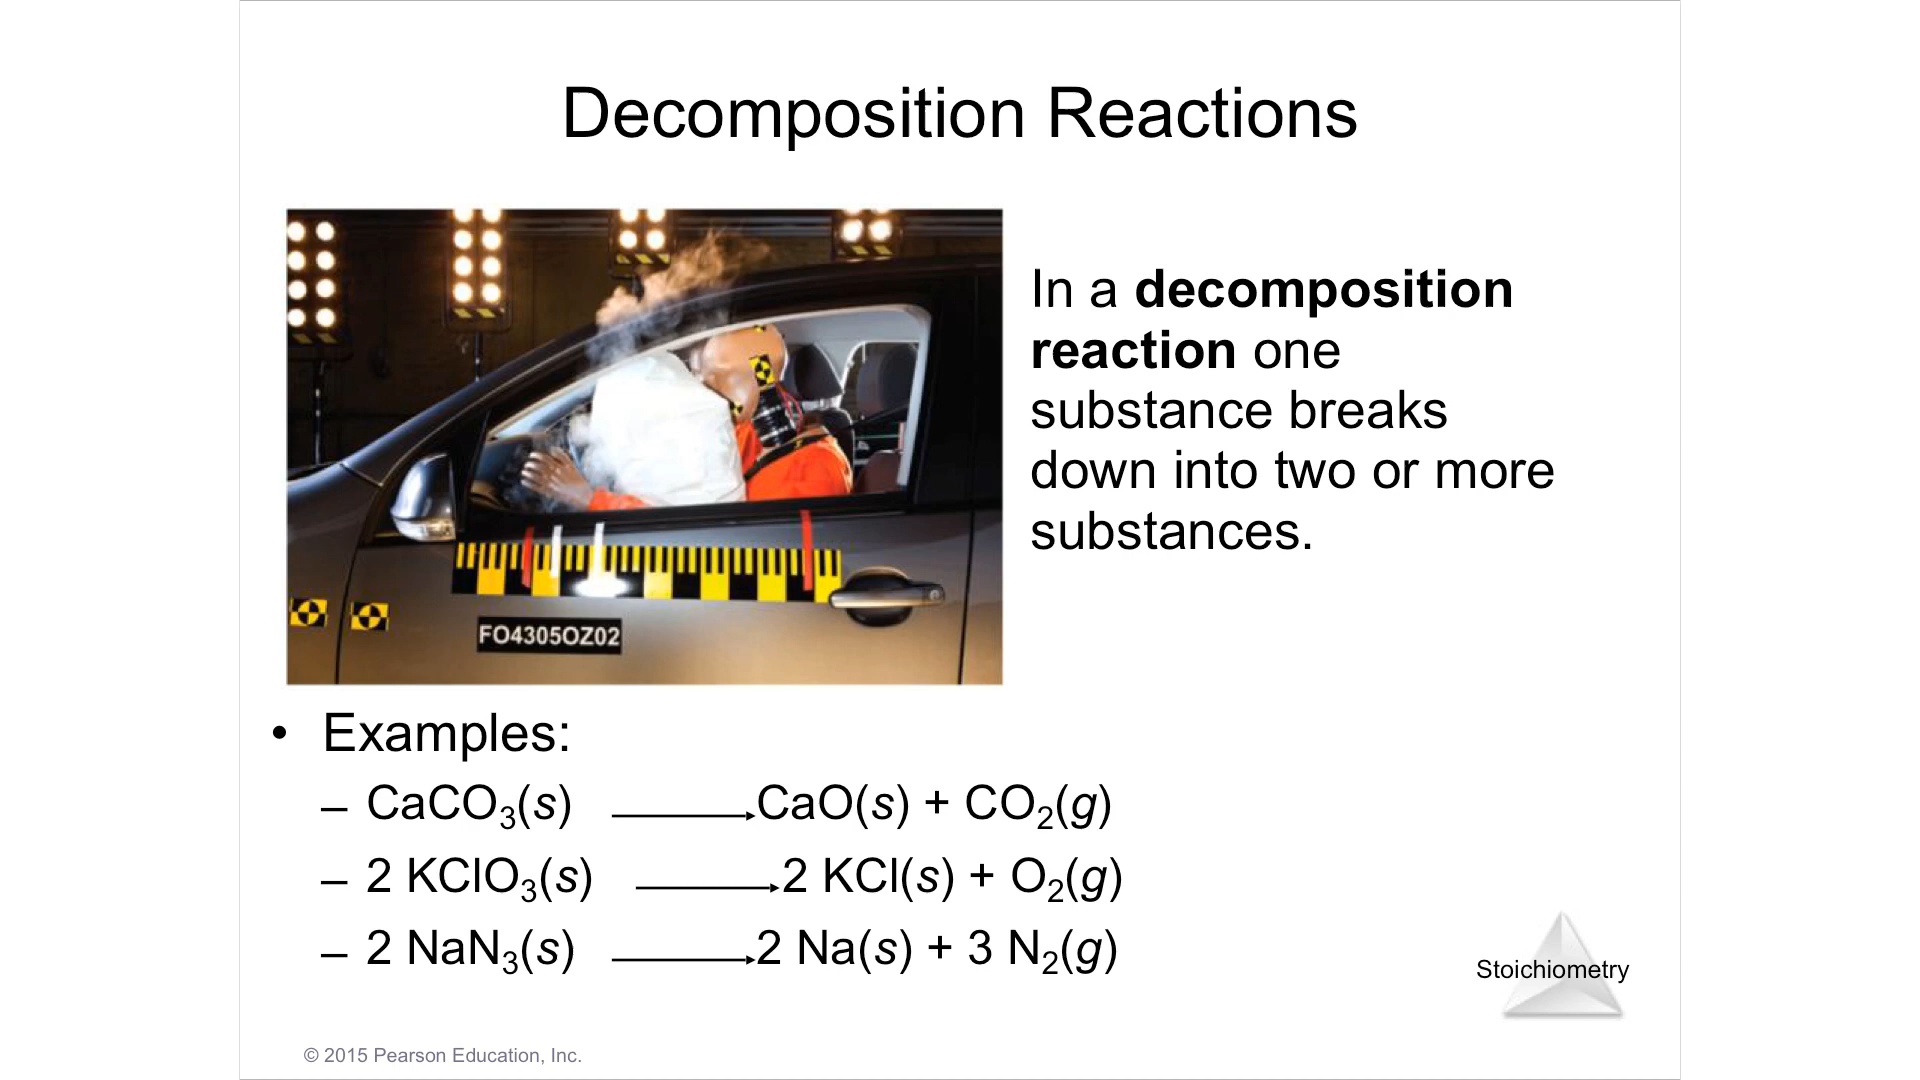 Decomposition Reactions
In a decomposition
reaction one
substance breaks
down into two or more
substances.
FO4305OZ02
• Examples:
– CaCO₃(s) ⟶ CaO(s) + CO₂(g)
– 2 KClO₃(s) ⟶ 2 KCl(s) + O₂(g)
– 2 NaN₃(s) ⟶ 2 Na(s) + 3 N₂(g)
Stoichiometry
© 2015 Pearson Education, Inc.